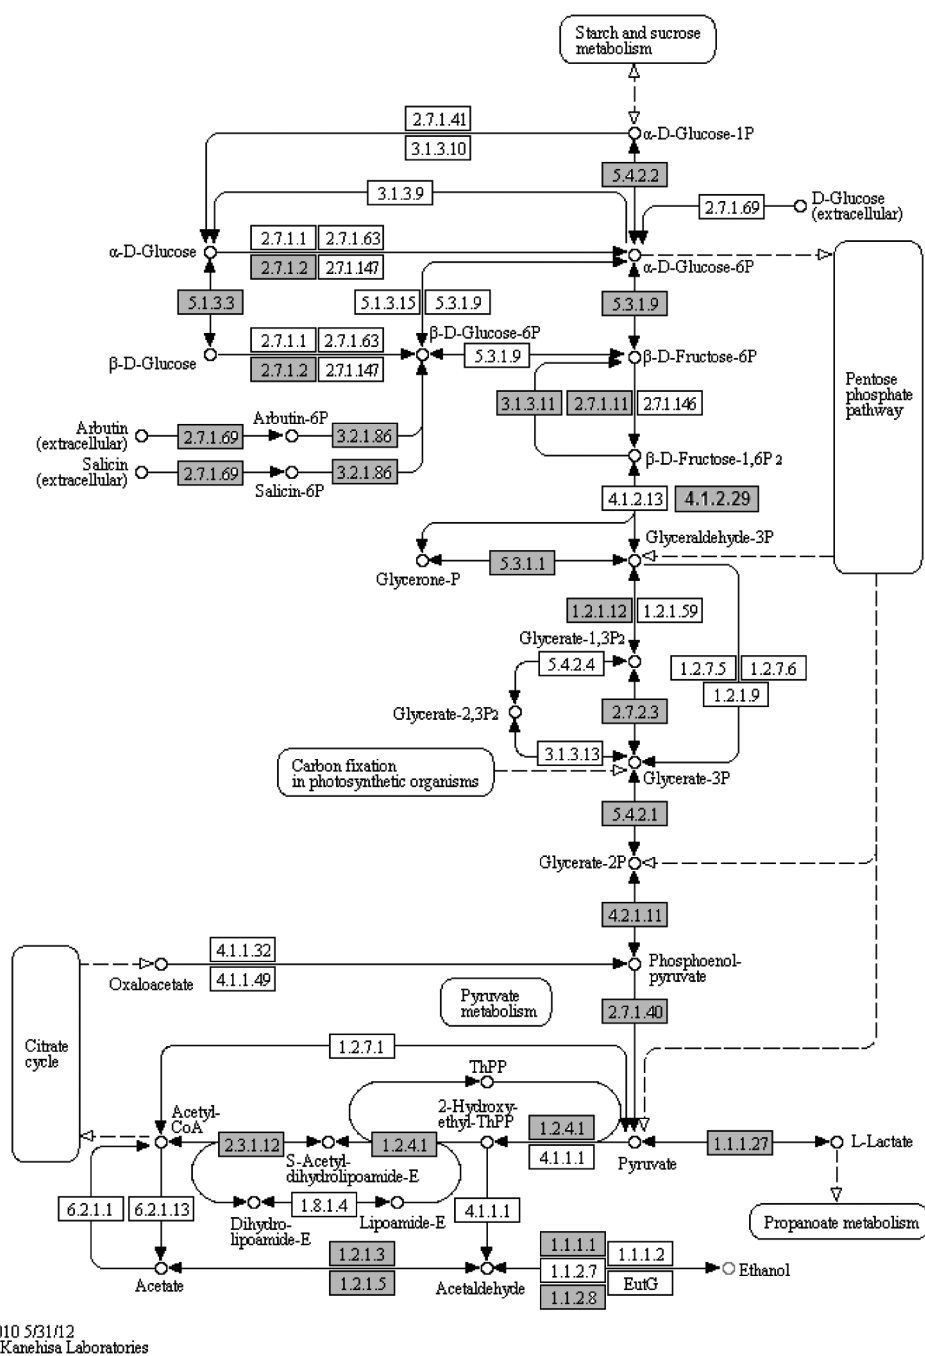 Starch and sucrose
metabolism
2.7.1.41
α-D-Glucose-1P
3.1.3.10
5.4.2.2
3.1.3.9
2.7.1.69
D-Glucose
(extracellular)
2.7.1.1
2.7.1.63
α-D-Glucose
2.7.1.2
2.7.1.147
α-D-Glucose-6P
5.1.3.3
5.1.3.15
5.3.1.9
5.3.1.9
β-D-Glucose-6P
2.7.1.1
2.7.1.63
β-D-Glucose
5.3.1.9
β-D-Fructose-6P
2.7.1.2
2.7.1.147
Pentose
phosphate
pathway
3.1.3.11
2.7.1.11
2.7.1.146
Arbutin-6P
Arbutin
(extracellular)
2.7.1.69
3.2.1.86
β-D-Fructose-1,6P2
Salicin
(extracellular)
2.7.1.69
3.2.1.86
Salicin-6P
4.1.2.13
4.1.2.29
Glyceraldehyde-3P
5.3.1.1
Glycerone-P
1.2.1.12
1.2.1.59
Glycerate-1,3P2
5.4.2.4
1.2.7.5
1.2.7.6
1.2.1.9
Glycerate-2,3P2
2.7.2.3
3.1.3.13
Carbon fixation
in photosynthetic organisms
Glycerate-3P
5.4.2.1
Glycerate-2P
4.2.1.11
4.1.1.32
Oxaloacetate
4.1.1.49
Phosphoenol-
pyruvate
Pyruvate
metabolism
2.7.1.40
Citrate
cycle
1.2.7.1
ThPP
Acetyl-
CoA
2-Hydroxy-
ethyl-ThPP
1.2.4.1
2.3.1.12
1.2.4.1
1.1.1.27
L-Lactate
S-Acetyl-
dihydrolipoamide-E
4.1.1.1
Pyruvate
6.2.1.1
6.2.1.13
1.8.1.4
4.1.1.1
Dihydro-
lipoamide-E
Lipoamide-E
Propanoate metabolism
1.2.1.3
1.1.1.1
1.1.1.2
Acetate
1.2.1.5
Acetaldehyde
1.1.2.7
EutG
Ethanol
1.1.2.8
010 5/31/12
Kanehisa Laboratories